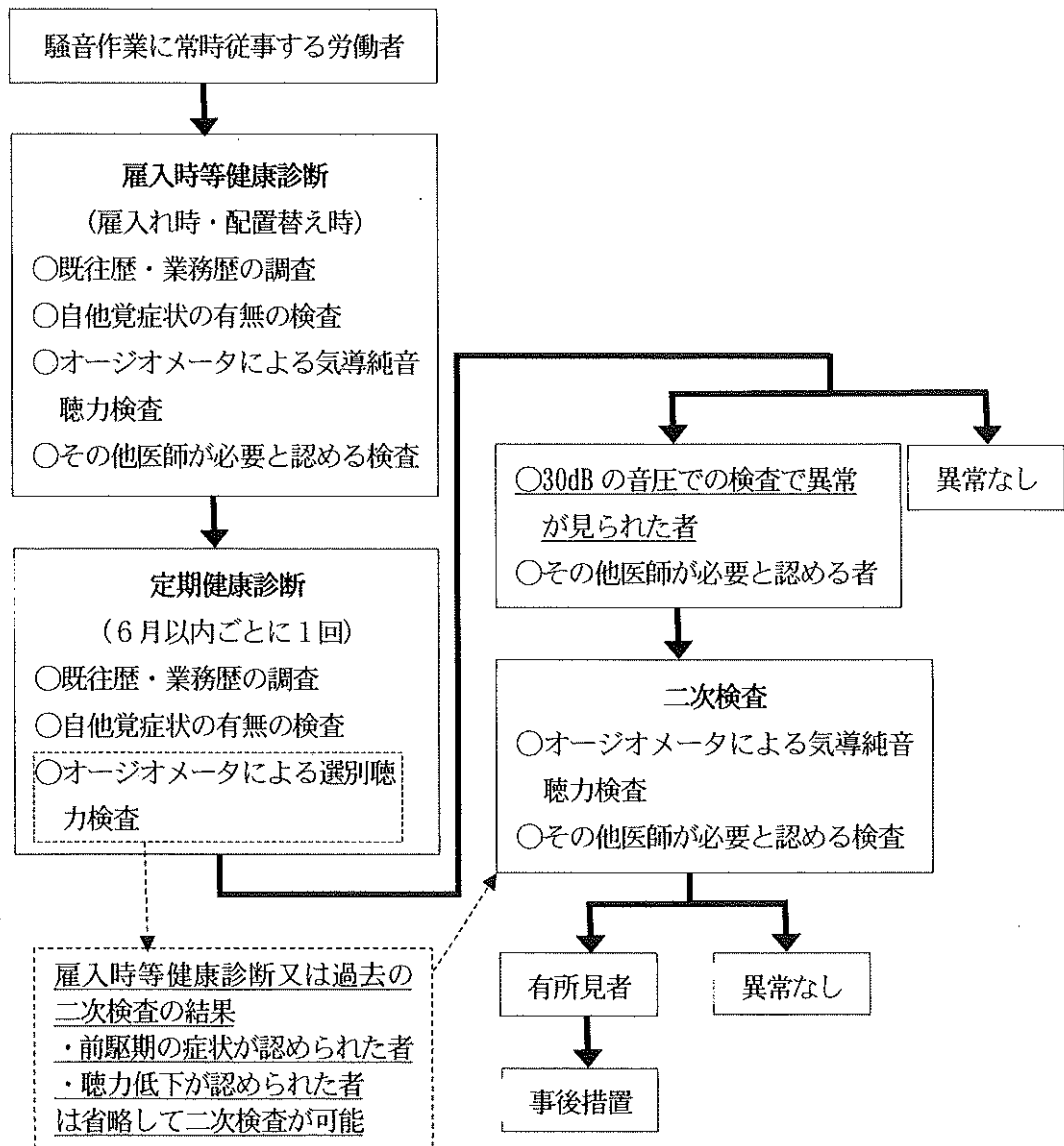 騒音作業に常時従事する労働者
雇入時等健康診断
（雇入れ時・配置替え時）
○既往歴・業務歴の調査
○自他覚症状の有無の検査
○オージオメータによる気導純音
聴力検査
○その他医師が必要と認める検査
定期健康診断
（６月以内ごとに１回）
○既往歴・業務歴の調査
○自他覚症状の有無の検査
○オージオメータによる選別聴
力検査
雇入時等健康診断又は過去の
二次検査の結果
・前駆期の症状が認められた者
・聴力低下が認められた者
は省略して二次検査が可能
○30dBの音圧での検査で異常
が見られた者
○その他医師が必要と認める者
異常なし
二次検査
○オージオメータによる気導純音
聴力検査
○その他医師が必要と認める検査
有所見者
異常なし
事後措置